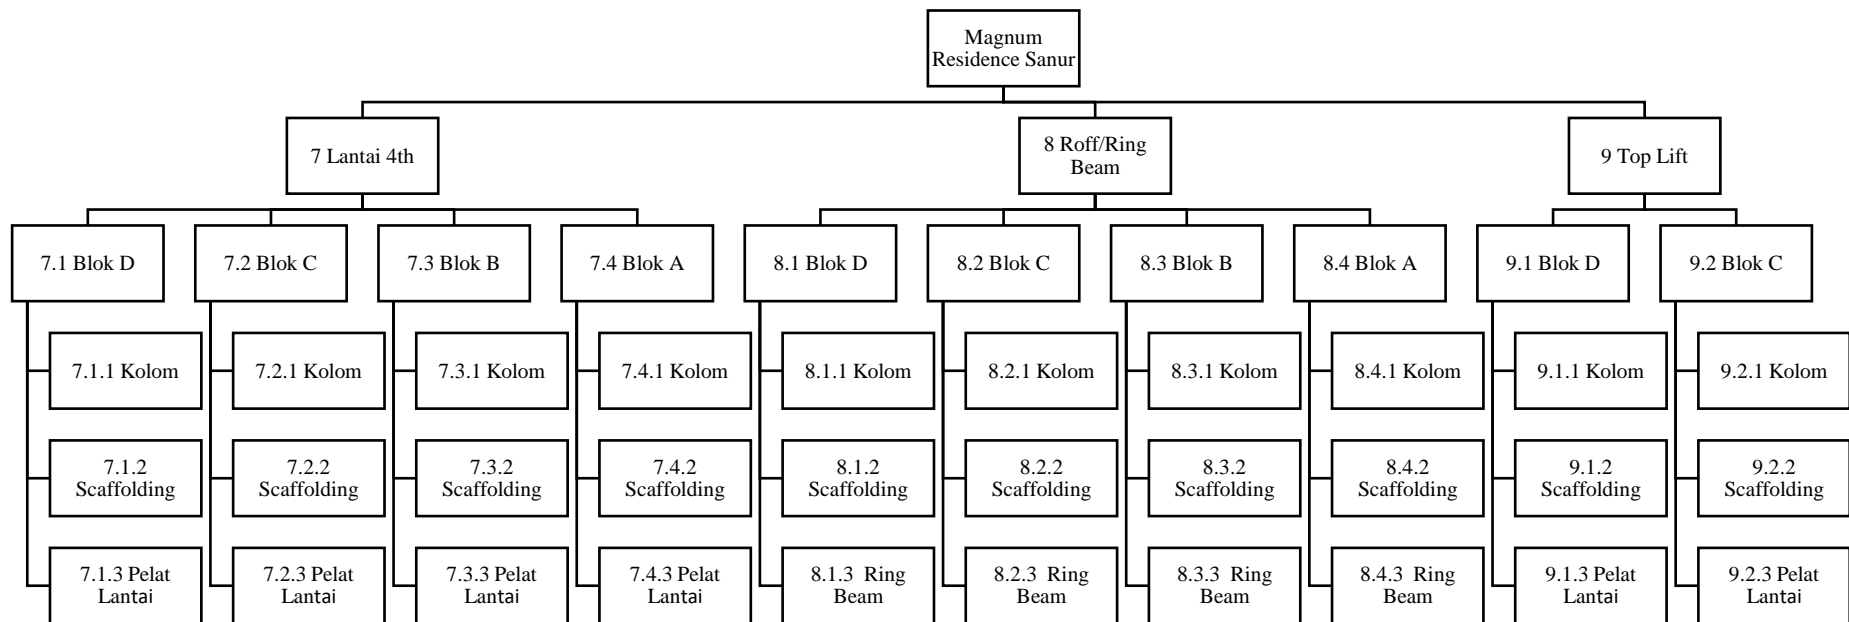 Magnum
Residence Sanur
7 Lantai 4th
8 Roff/Ring
Beam
9 Top Lift
7.1 Blok D
7.2 Blok C
7.3 Blok B
7.4 Blok A
8.1 Blok D
8.2 Blok C
8.3 Blok B
8.4 Blok A
9.1 Blok D
9.2 Blok C
7.1.1 Kolom
7.2.1 Kolom
7.3.1 Kolom
7.4.1 Kolom
8.1.1 Kolom
8.2.1 Kolom
8.3.1 Kolom
8.4.1 Kolom
9.1.1 Kolom
9.2.1 Kolom
7.1.2
Scaffolding
7.2.2
Scaffolding
7.3.2
Scaffolding
7.4.2
Scaffolding
8.1.2
Scaffolding
8.2.2
Scaffolding
8.3.2
Scaffolding
8.4.2
Scaffolding
9.1.2
Scaffolding
9.2.2
Scaffolding
7.1.3 Pelat
Lantai
7.2.3 Pelat
Lantai
7.3.3 Pelat
Lantai
7.4.3 Pelat
Lantai
8.1.3 Ring
Beam
8.2.3 Ring
Beam
8.3.3 Ring
Beam
8.4.3 Ring
Beam
9.1.3 Pelat
Lantai
9.2.3 Pelat
Lantai